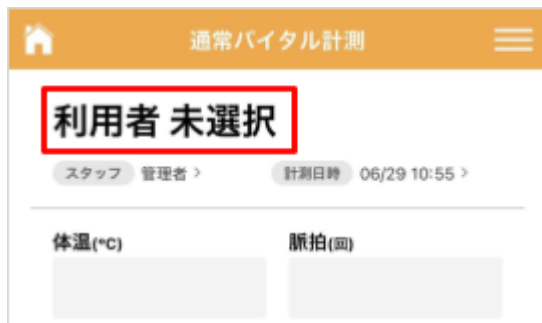 通常バイタル計測
利用者 未選択
スタッフ 管理者 > 計測日時 06/29 10:55 >
体温(℃) 脈拍(回)